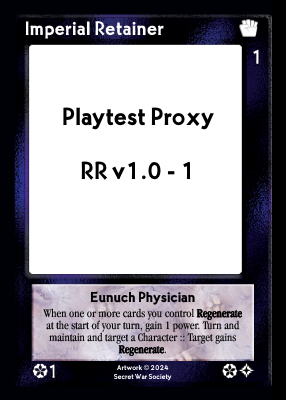 Imperial Retainer
1
Playtest Proxy
RR v1.0 - 1
Eunuch Physician
When one or more cards you control Regenerate
at the start of your turn, gain 1 power. Turn and
maintain and target a Character :: Target gains
Regenerate.
1
Artwork © 2024
Secret War Society